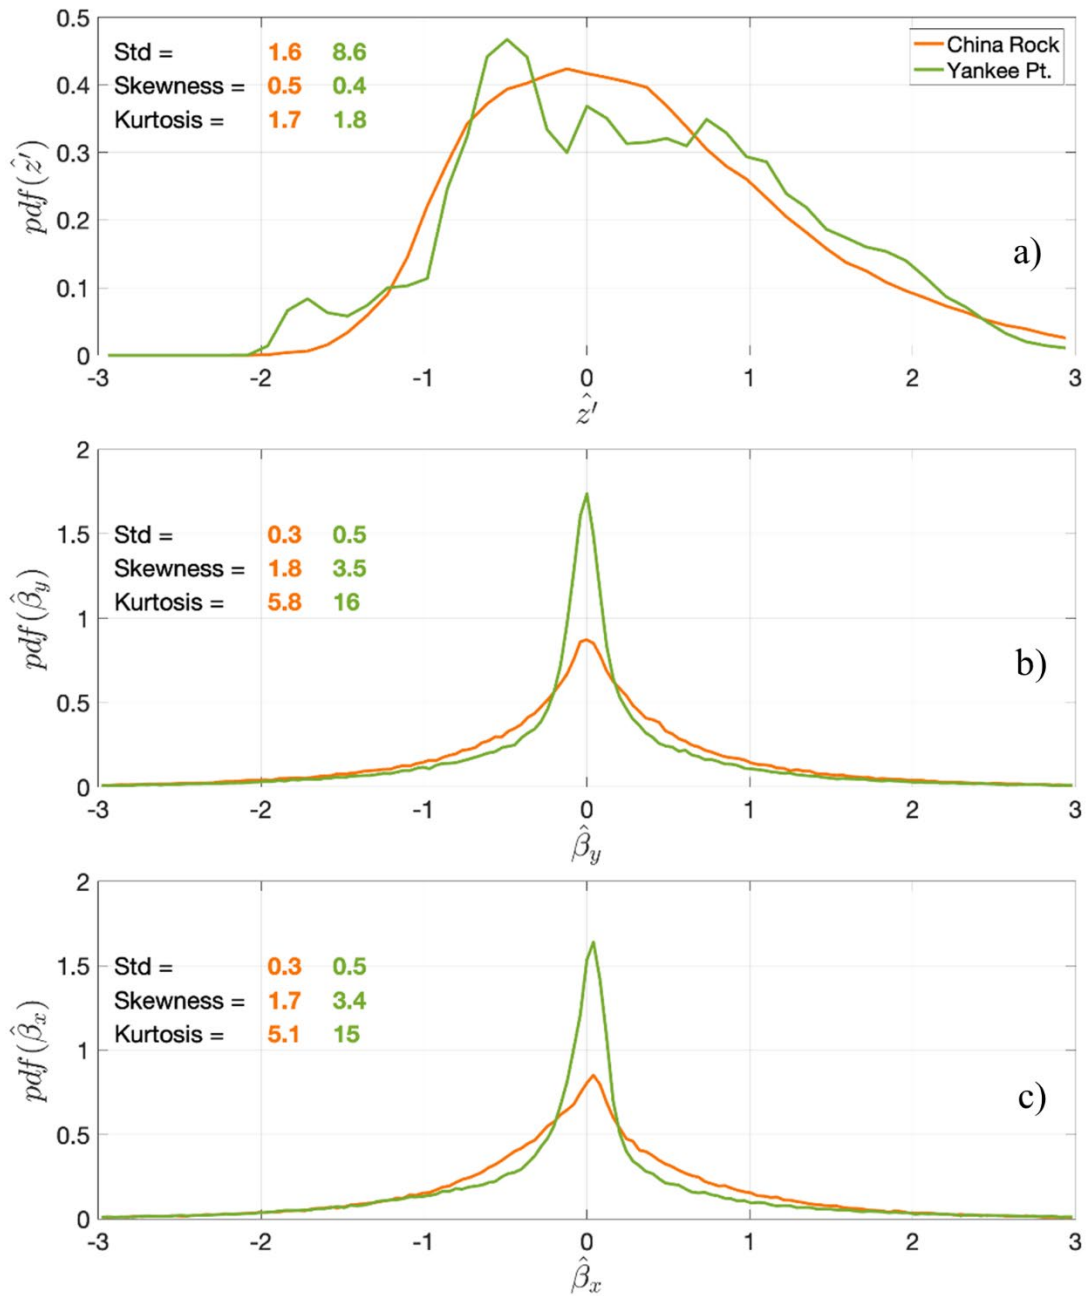 0.5
Std = 1.6 8.6
China Rock
Yankee Pt.
Skewness = 0.5 0.4
0.4
Kurtosis = 1.7 1.8
0.3
pdf(ẑ′)
0.2
a)
0.1
0
-3 -2 -1 0 1 2 3
ẑ′
2
Std = 0.3 0.5
1.5
Skewness = 1.8 3.5
Kurtosis = 5.8 16
1
pdf(β̂y)
b)
0.5
0
-3 -2 -1 0 1 2 3
β̂y
2
Std = 0.3 0.5
1.5
Skewness = 1.7 3.4
Kurtosis = 5.1 15
1
pdf(β̂x)
c)
0.5
0
-3 -2 -1 0 1 2 3
β̂x